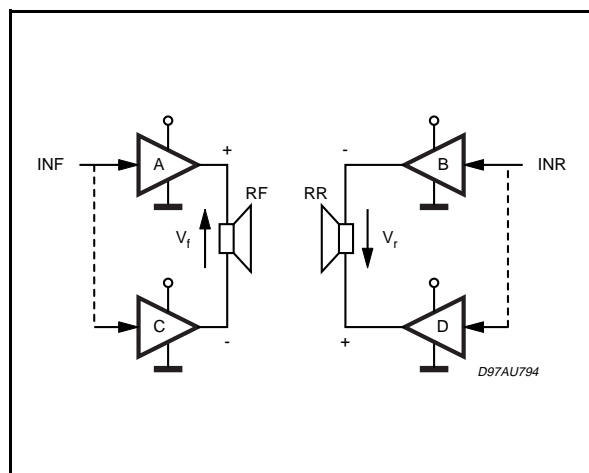 + -
INF A B INR
RF RR
Vf Vr
C D
- +
D97AU794